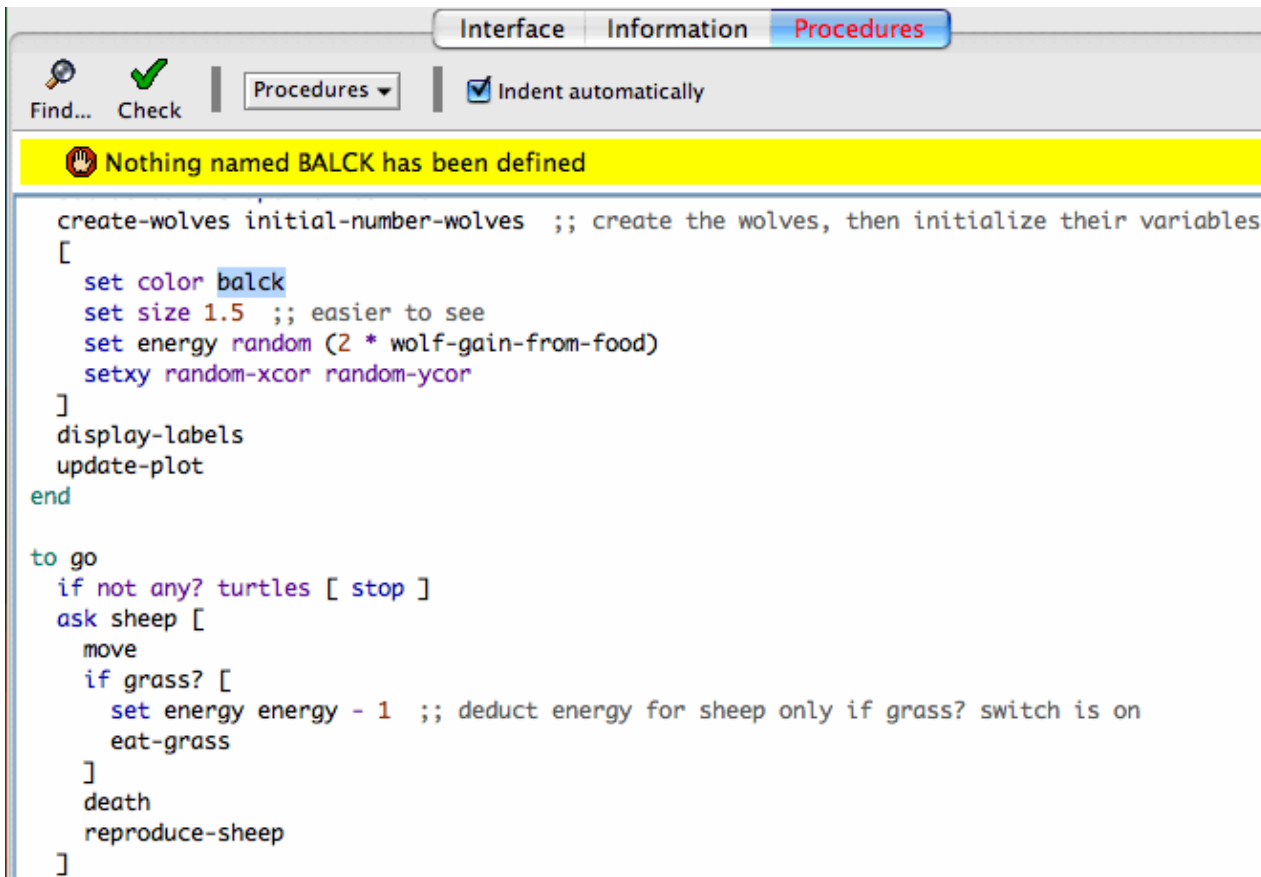 Interface Information Procedures
Find... Check Procedures Indent automatically
Nothing named BALCK has been defined
create-wolves initial-number-wolves ;; create the wolves, then initialize their variables
[
set color balck
set size 1.5 ;; easier to see
set energy random (2 * wolf-gain-from-food)
setxy random-xcor random-ycor
]
display-labels
update-plot
end
to go
if not any? turtles [ stop ]
ask sheep [
move
if grass? [
set energy energy - 1 ;; deduct energy for sheep only if grass? switch is on
eat-grass
]
death
reproduce-sheep
]